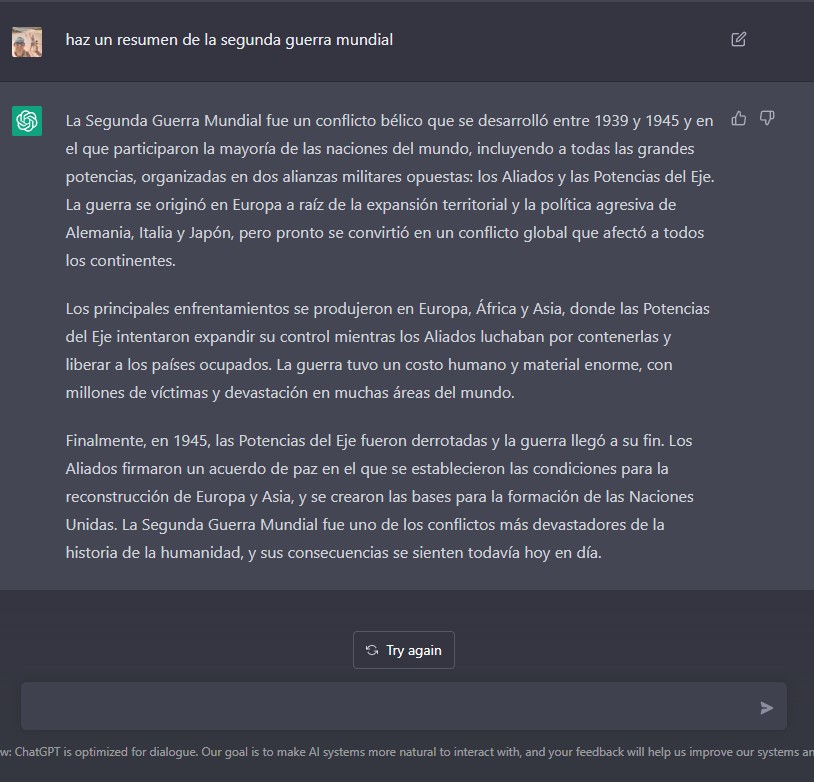 haz un resumen de la segunda guerra mundial
La Segunda Guerra Mundial fue un conflicto bélico que se desarrolló entre 1939 y 1945 y en
el que participaron la mayoría de las naciones del mundo, incluyendo a todas las grandes
potencias, organizadas en dos alianzas militares opuestas: los Aliados y las Potencias del Eje.
La guerra se originó en Europa a raíz de la expansión territorial y la política agresiva de
Alemania, Italia y Japón, pero pronto se convirtió en un conflicto global que afectó a todos
los continentes.
Los principales enfrentamientos se produjeron en Europa, África y Asia, donde las Potencias
del Eje intentaron expandir su control mientras los Aliados luchaban por contenerlas y
liberar a los países ocupados. La guerra tuvo un costo humano y material enorme, con
millones de víctimas y devastación en muchas áreas del mundo.
Finalmente, en 1945, las Potencias del Eje fueron derrotadas y la guerra llegó a su fin. Los
Aliados firmaron un acuerdo de paz en el que se establecieron las condiciones para la
reconstrucción de Europa y Asia, y se crearon las bases para la formación de las Naciones
Unidas. La Segunda Guerra Mundial fue uno de los conflictos más devastadores de la
historia de la humanidad, y sus consecuencias se sienten todavía hoy en día.
Try again
w: ChatGPT is optimized for dialogue. Our goal is to make AI systems more natural to interact with, and your feedback will help us improve our systems an